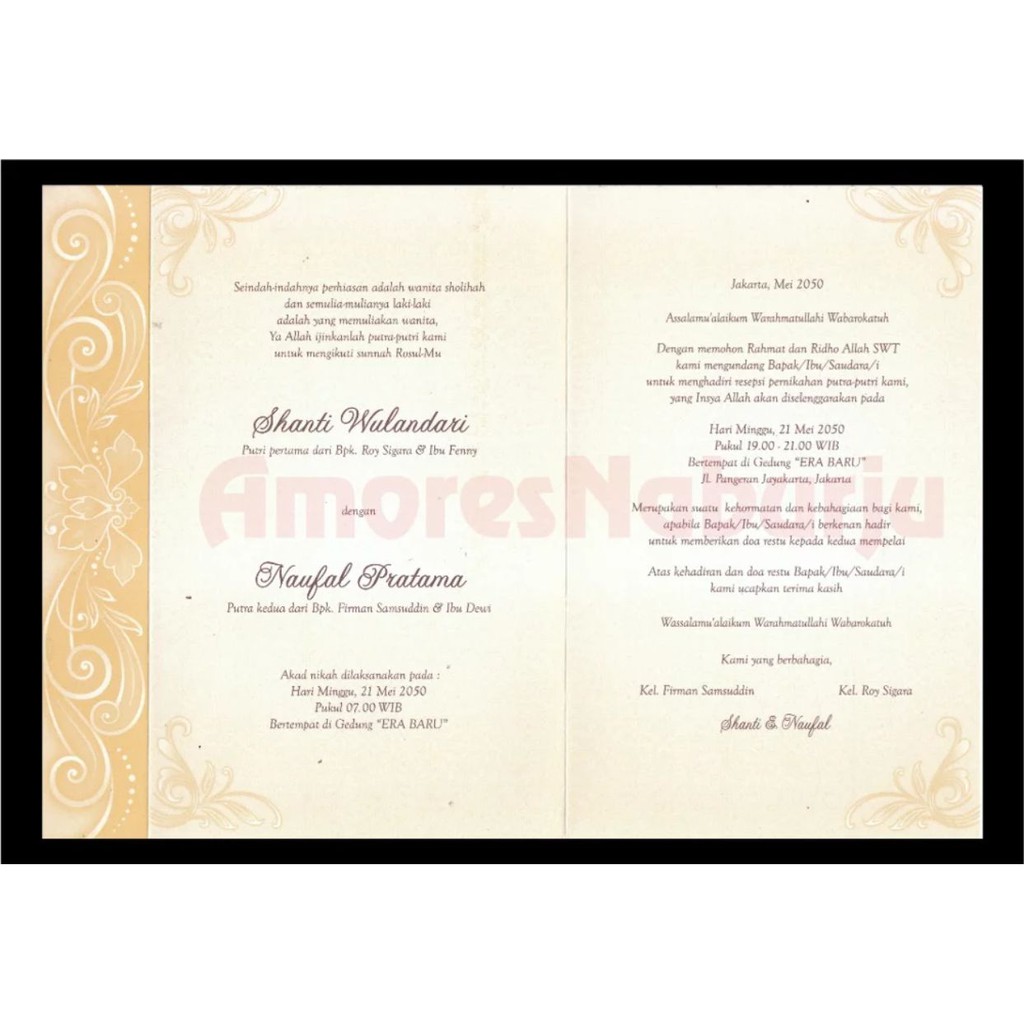 Seindah-indahnya perhiasan adalah wanita sholihah
dan semulia-mulianya laki-laki
adalah yang memuliakan wanita,
Ya Allah ijinkanlah putra-putri kami
untuk mengikuti sunnah Rosul-Mu
Shanti Wulandari
Putri pertama dari Bpk. Roy Sigara & Ibu Fenny
dengan
Naufal Pratama
Putra kedua dari Bpk. Firman Samsuddin & Ibu Dewi
Akad nikah dilaksanakan pada :
Hari Minggu, 21 Mei 2050
Pukul 07.00 WIB
Bertempat di Gedung "ERA BARU"
Jakarta, Mei 2050
Assalamu'alaikum Warahmatullahi Wabarokatuh
Dengan memohon Rahmat dan Ridho Allah SWT
kami mengundang Bapak/Ibu/Saudara/i
untuk menghadiri resepsi pernikahan putra-putri kami,
yang Insya Allah akan diselenggarakan pada
Hari Minggu, 21 Mei 2050
Pukul 19.00 - 21.00 WIB
Bertempat di Gedung "ERA BARU"
Jl. Pangeran Jayakarta, Jakarta
Merupakan suatu kehormatan dan kebahagiaan bagi kami,
apabila Bapak/Ibu/Saudara/i berkenan hadir
untuk memberikan doa restu kepada kedua mempelai
Atas kehadiran dan doa restu Bapak/Ibu/Saudara/i
kami ucapkan terima kasih
Wassalamu'alaikum Warahmatullahi Wabarokatuh
Kami yang berbahagia,
Kel. Firman Samsuddin Kel. Roy Sigara
Shanti & Naufal